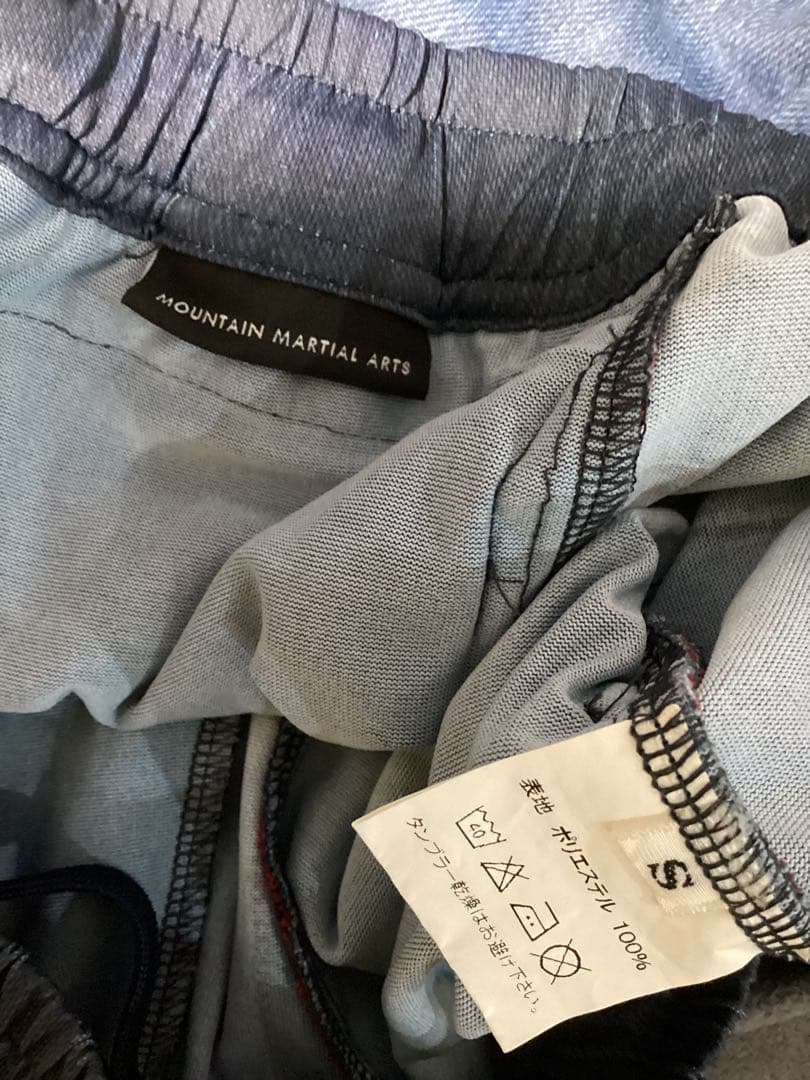 MOUNTAIN MARTIAL ARTS
表地 ポリエステル 100%
40
タンブラー乾燥はお避け下さい。
S